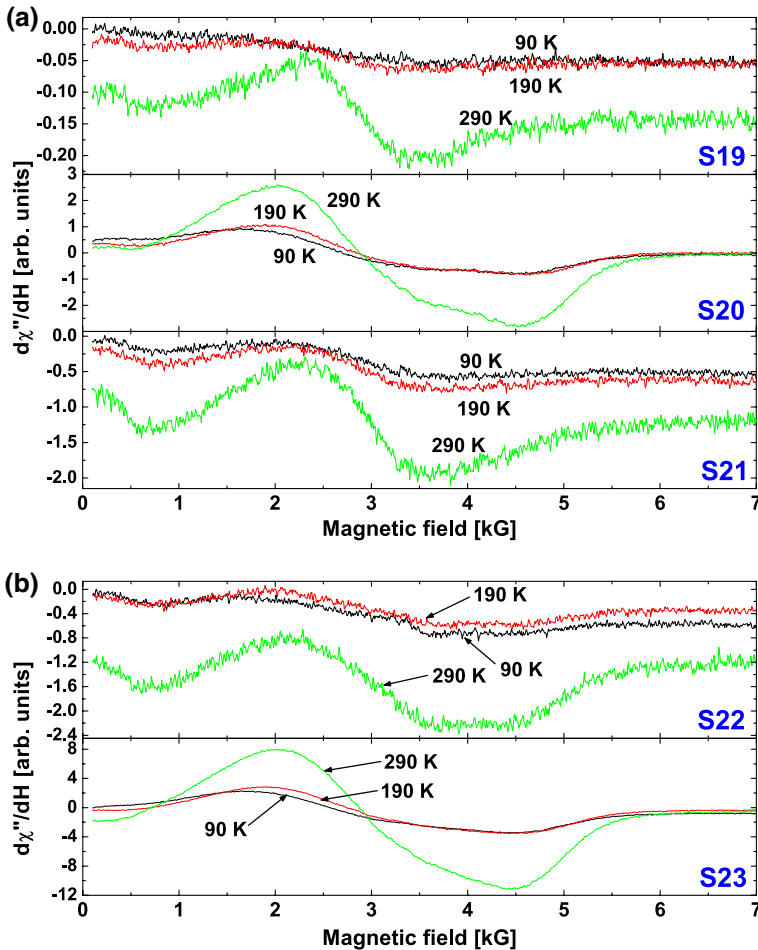 (a)
0.00
-0.05
-0.10
-0.15
-0.20
90 K
190 K
290 K
S19
3
2
1
0
-1
-2
290 K
190 K
90 K
S20
0.0
-0.5
-1.0
-1.5
-2.0
90 K
190 K
290 K
S21
dχ"/dH [arb. units]
0 1 2 3 4 5 6 7
Magnetic field [kG]
(b)
0.0
-0.4
-0.8
-1.2
-1.6
-2.0
-2.4
190 K
290 K
90 K
S22
8
4
0
-4
-8
-12
290 K
190 K
90 K
S23
dχ"/dH [arb. units]
0 1 2 3 4 5 6 7
Magnetic field [kG]